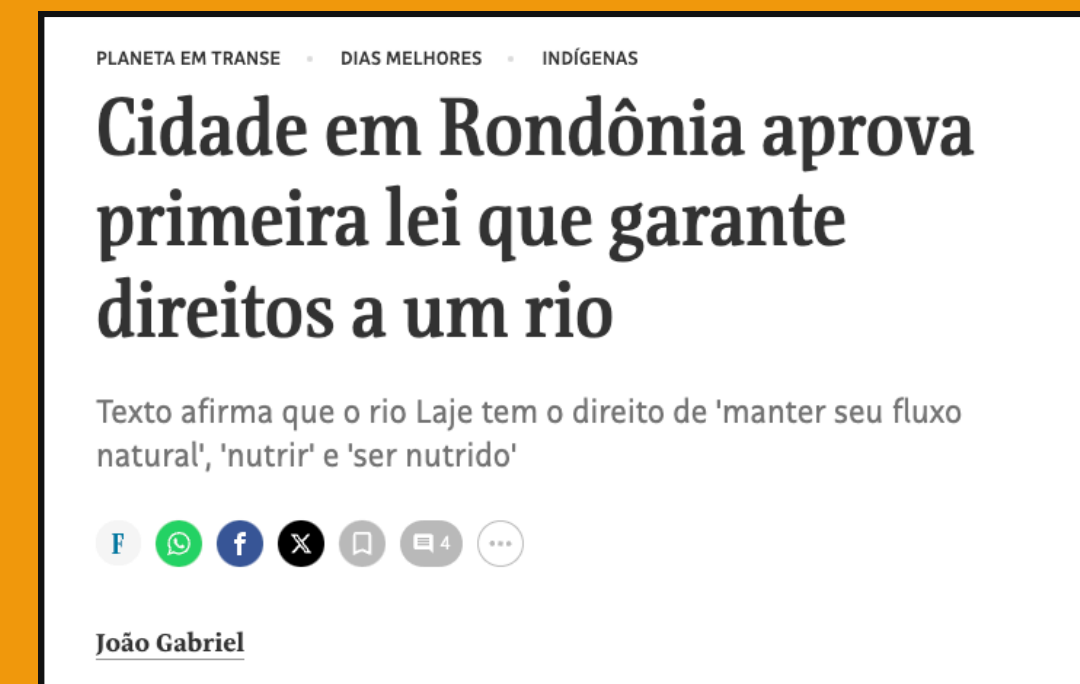 PLANETA EM TRANSE • DIAS MELHORES • INDÍGENAS
Cidade em Rondônia aprova
primeira lei que garante
direitos a um rio
Texto afirma que o rio Laje tem o direito de 'manter seu fluxo
natural', 'nutrir' e 'ser nutrido'
F f X 4
João Gabriel